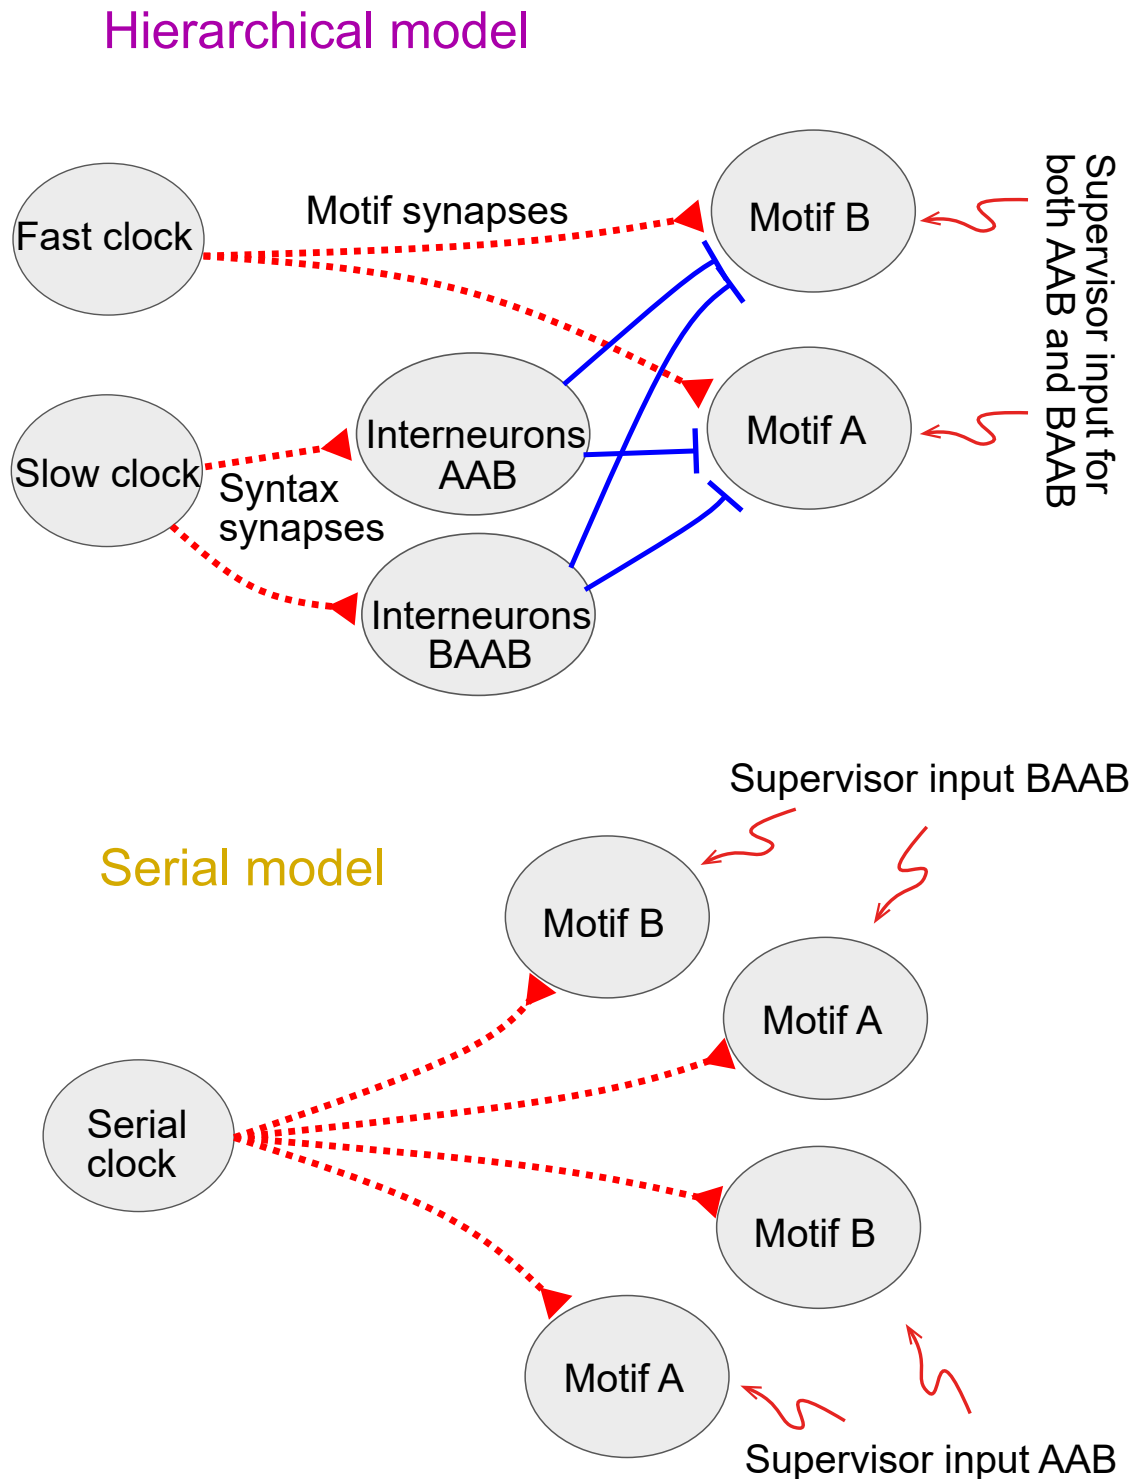 Hierarchical model
Fast clock
Motif synapses
Motif B
Supervisor input for
both AAB and BAAB
Motif A
Slow clock
Syntax
synapses
Interneurons
AAB
Interneurons
BAAB
Supervisor input BAAB
Serial model
Motif B
Motif A
Serial
clock
Motif B
Motif A
Supervisor input AAB